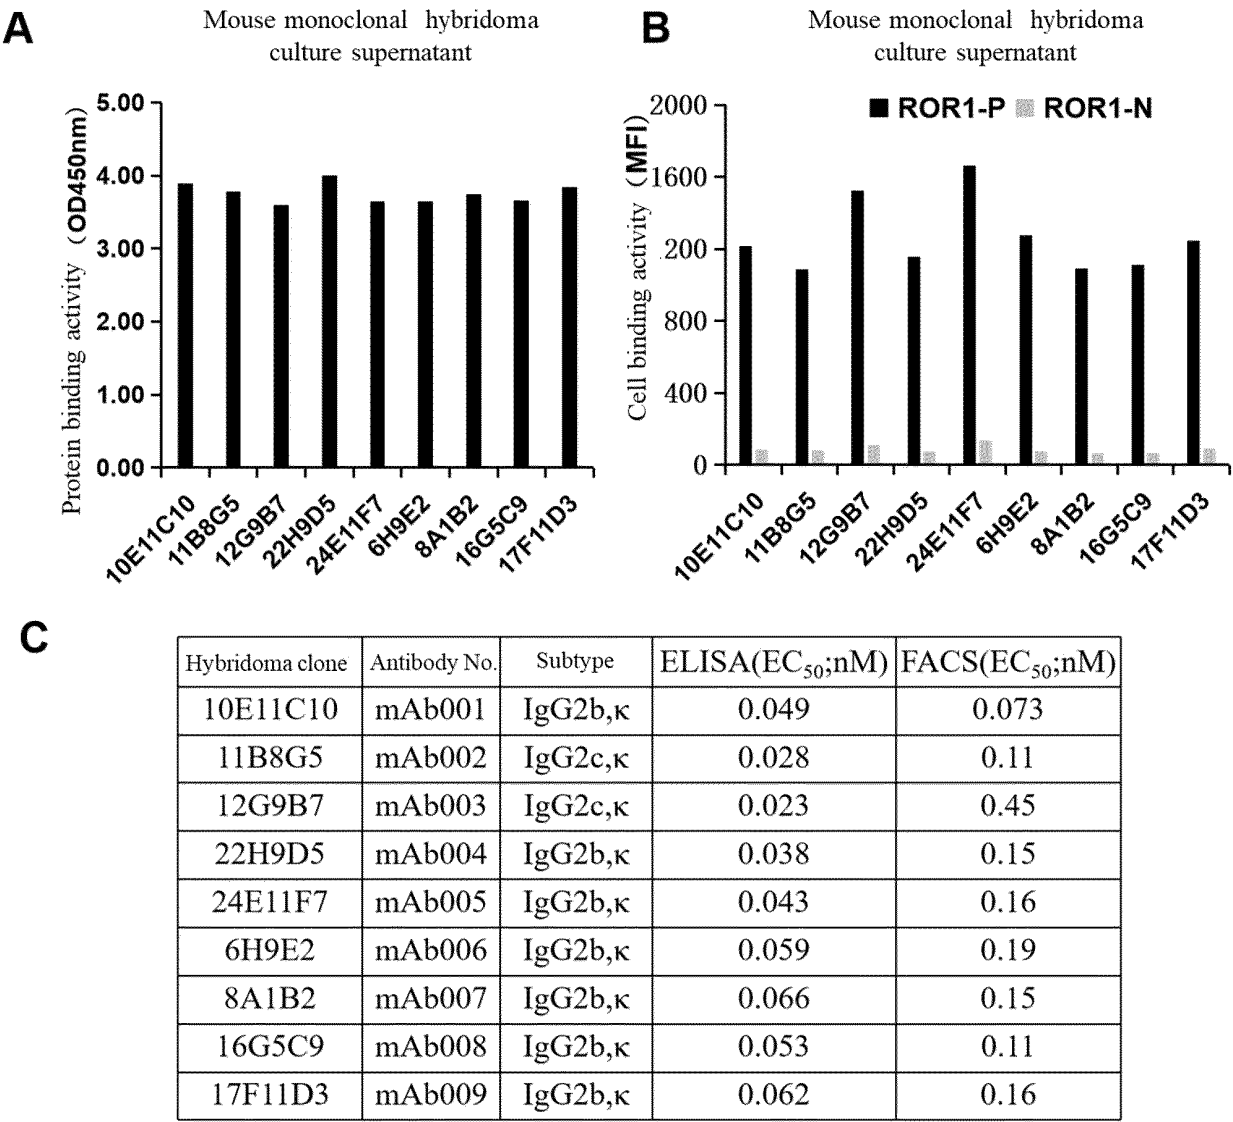 A
Mouse monoclonal hybridoma
culture supernatant
Protein binding activity (OD450nm)
5.00
4.00
3.00
2.00
1.00
0.00
10E11C10
11B8G5
12G9B7
22H9D5
24E11F7
6H9E2
8A1B2
16G5C9
17F11D3
B
Mouse monoclonal hybridoma
culture supernatant
Cell binding activity (MFI)
ROR1-P ROR1-N
2000
1600
200
800
400
0
10E11C10
11B8G5
12G9B7
22H9D5
24E11F7
6H9E2
8A1B2
16G5C9
17F11D3
C
Hybridoma clone Antibody No. Subtype ELISA(EC50;nM) FACS(EC50;nM)
10E11C10 mAb001 IgG2b,κ 0.049 0.073
11B8G5 mAb002 IgG2c,κ 0.028 0.11
12G9B7 mAb003 IgG2c,κ 0.023 0.45
22H9D5 mAb004 IgG2b,κ 0.038 0.15
24E11F7 mAb005 IgG2b,κ 0.043 0.16
6H9E2 mAb006 IgG2b,κ 0.059 0.19
8A1B2 mAb007 IgG2b,κ 0.066 0.15
16G5C9 mAb008 IgG2b,κ 0.053 0.11
17F11D3 mAb009 IgG2b,κ 0.062 0.16